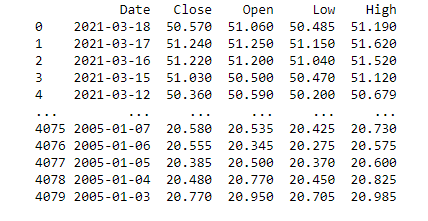 Date Close Open Low High
0 2021-03-18 50.570 51.060 50.485 51.190
1 2021-03-17 51.240 51.250 51.150 51.620
2 2021-03-16 51.220 51.200 51.040 51.520
3 2021-03-15 51.030 50.500 50.470 51.120
4 2021-03-12 50.360 50.590 50.200 50.679
... ... ... ... ... ...
4075 2005-01-07 20.580 20.535 20.425 20.730
4076 2005-01-06 20.555 20.345 20.275 20.575
4077 2005-01-05 20.385 20.500 20.370 20.600
4078 2005-01-04 20.480 20.770 20.450 20.825
4079 2005-01-03 20.770 20.950 20.705 20.985